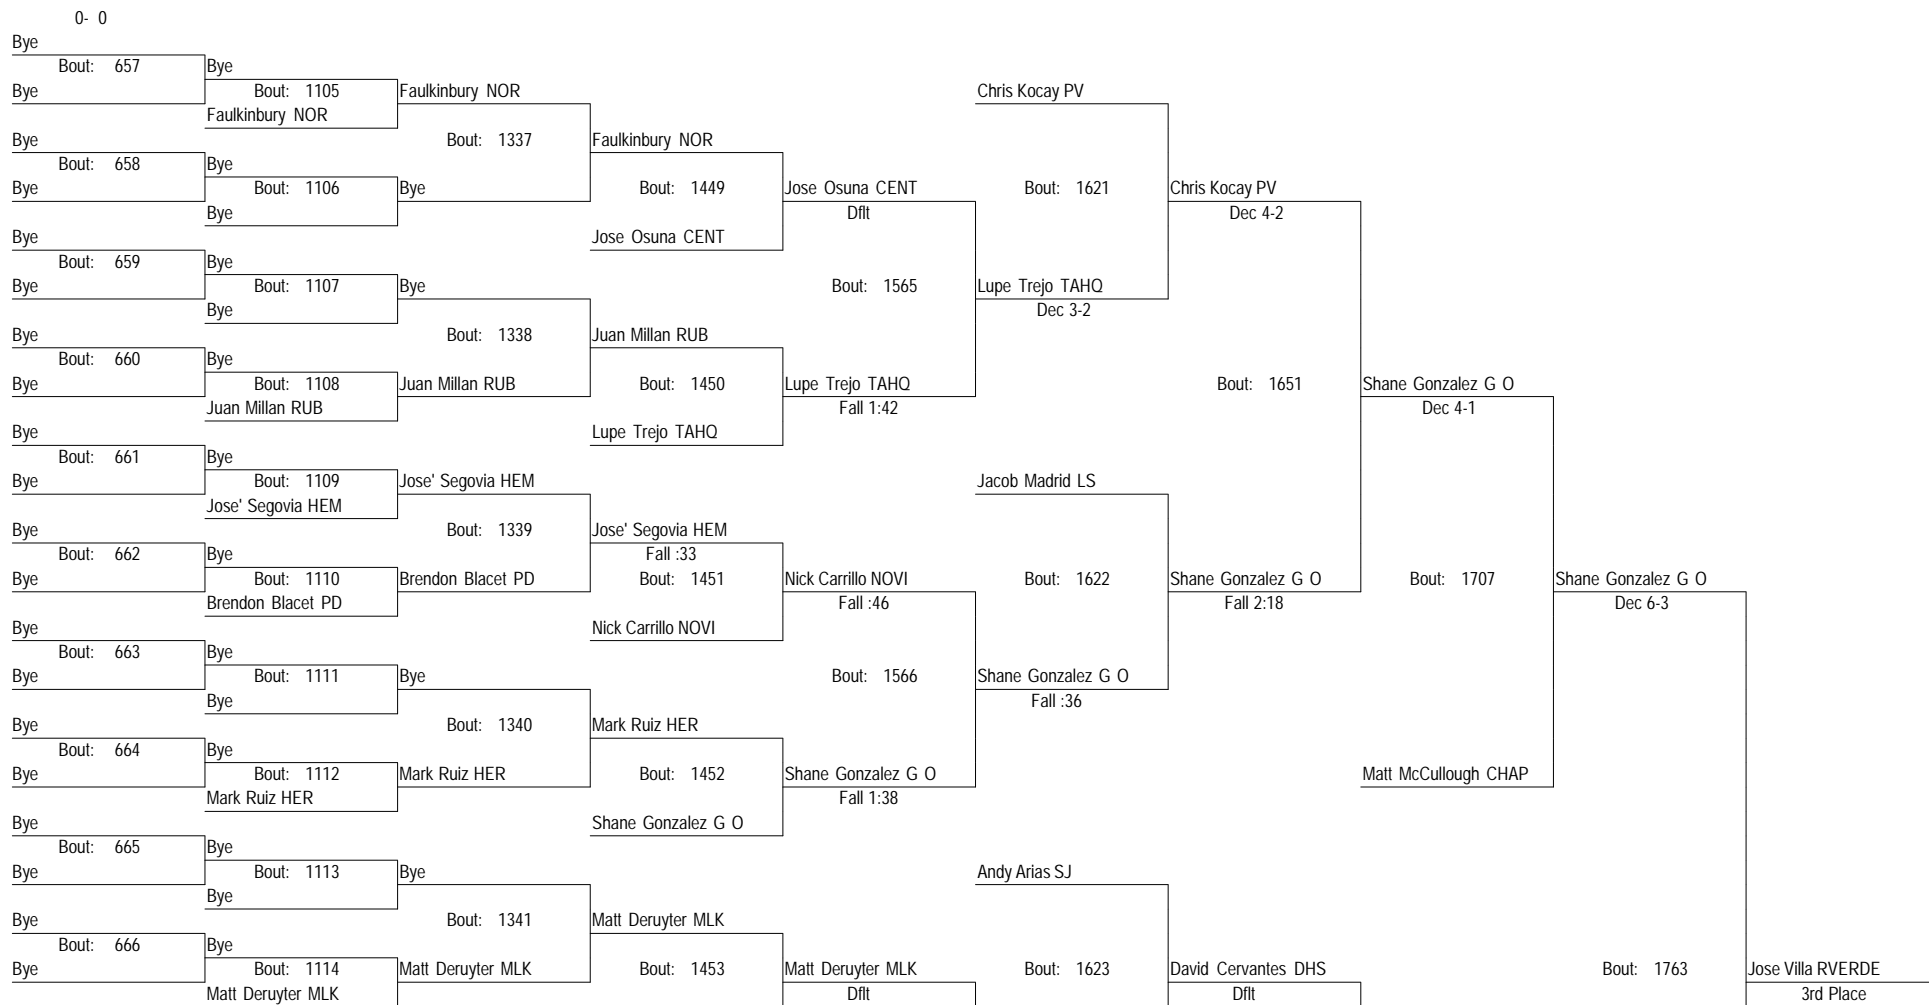 0- 0
Bye
Bout: 657 Bye
Bye Bout: 1105 Faulkinbury NOR Chris Kocay PV
Faulkinbury NOR
Bye Bout: 1337 Faulkinbury NOR
Bout: 658 Bye
Bye Bout: 1106 Bye Bout: 1449 Jose Osuna CENT Bout: 1621 Chris Kocay PV
Bye Dflt Dec 4-2
Bye Jose Osuna CENT
Bout: 659 Bye
Bye Bout: 1107 Bye Bout: 1565 Lupe Trejo TAHQ
Bye Dec 3-2
Bye Bout: 1338 Juan Millan RUB
Bout: 660 Bye
Bye Bout: 1108 Juan Millan RUB Bout: 1450 Lupe Trejo TAHQ Bout: 1651 Shane Gonzalez G O
Juan Millan RUB Fall 1:42 Dec 4-1
Bye Lupe Trejo TAHQ
Bout: 661 Bye
Bye Bout: 1109 Jose' Segovia HEM Jacob Madrid LS
Jose' Segovia HEM
Bye Bout: 1339 Jose' Segovia HEM
Bout: 662 Bye Fall :33
Bye Bout: 1110 Brendon Blacet PD Bout: 1451 Nick Carrillo NOVI Bout: 1622 Shane Gonzalez G O Bout: 1707 Shane Gonzalez G O
Brendon Blacet PD Fall :46 Fall 2:18 Dec 6-3
Bye Nick Carrillo NOVI
Bout: 663 Bye
Bye Bout: 1111 Bye Bout: 1566 Shane Gonzalez G O
Bye Fall :36
Bye Bout: 1340 Mark Ruiz HER
Bout: 664 Bye
Bye Bout: 1112 Mark Ruiz HER Bout: 1452 Shane Gonzalez G O Matt McCullough CHAP
Mark Ruiz HER Fall 1:38
Bye Shane Gonzalez G O
Bout: 665 Bye
Bye Bout: 1113 Bye Andy Arias SJ
Bye
Bye Bout: 1341 Matt Deruyter MLK
Bout: 666 Bye
Bye Bout: 1114 Matt Deruyter MLK Bout: 1453 Matt Deruyter MLK Bout: 1623 David Cervantes DHS Bout: 1763 Jose Villa RVERDE
Matt Deruyter MLK Dflt Dflt 3rd Place